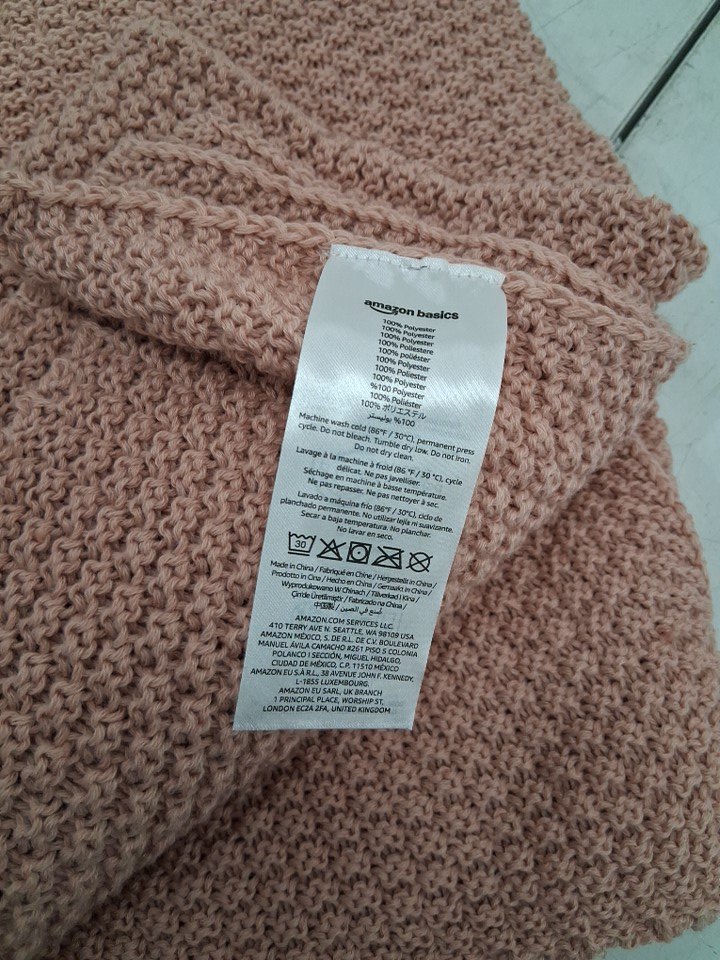 amazon basics
100% Polyester
100% Polyester
100% Polyester
100% Poliestere
100% poliéster
100% Polyester
100% Poliester
100% Polyester
%100 Polyester
100% Poliéster
100% ポリエステル
%100 بوليستر
Machine wash cold (86°F / 30°C), permanent press
cycle. Do not bleach. Tumble dry low. Do not iron.
Do not dry clean.
Lavage à la machine à froid (86 °F / 30 °C), cycle
délicat. Ne pas javeliser.
Séchage en machine à basse température.
Ne pas repasser. Ne pas nettoyer à sec.
Lavado a máquina frío (86°F / 30°C), ciclo de
planchado permanente. No utilizar lejía ni suavizante.
Secar a baja temperatura. No planchar.
No lavar en seco.
30
Made in China / Fabriqué en Chine / Hergestellt in China /
Prodotto in Cina / Hecho en China / Gemaakt in China /
Wyprodukowano W Chinach / Tillverkad I Kina /
Çin'de Üretilmiştir / Fabricado na China /
中国製 / صُنع في الصين
AMAZON.COM SERVICES LLC.
410 TERRY AVE N. SEATTLE, WA 98109 USA
AMAZON MÉXICO, S. DE R.L. DE C.V. BOULEVARD
MANUEL ÁVILA CAMACHO #261 PISO 5 COLONIA
POLANCO I SECCIÓN, MIGUEL HIDALGO,
CIUDAD DE MÉXICO, C.P. 11510 MÉXICO
AMAZON EU S.À R.L., 38 AVENUE JOHN F. KENNEDY,
L-1855 LUXEMBOURG.
AMAZON EU SARL, UK BRANCH
1 PRINCIPAL PLACE, WORSHIP ST,
LONDON EC2A 2FA, UNITED KINGDOM